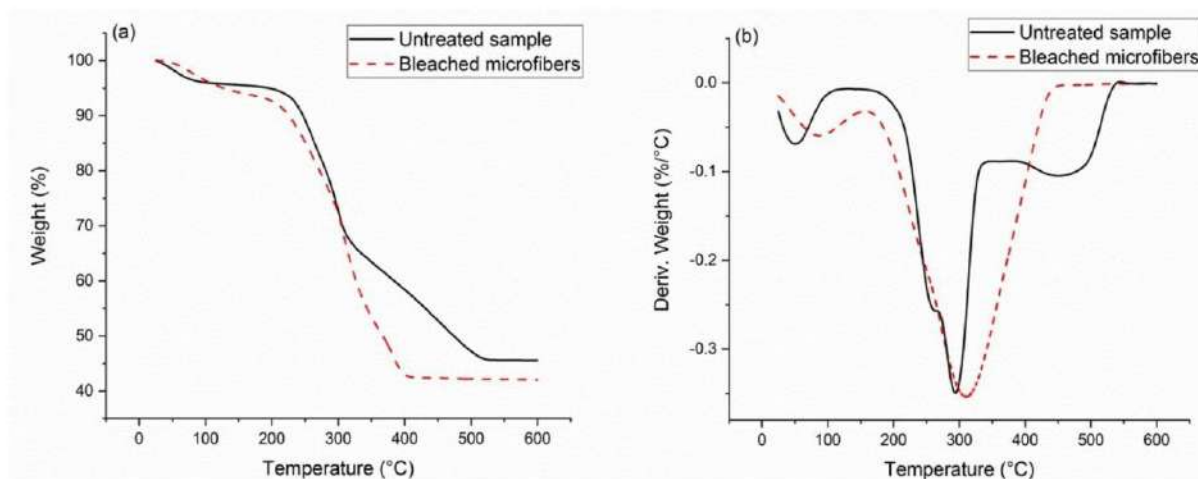 (a)
Untreated sample
Bleached microfibers
100
90
80
70
60
50
40
Weight (%)
0 100 200 300 400 500 600
Temperature (°C)
(b)
Untreated sample
Bleached microfibers
0.0
-0.1
-0.2
-0.3
Deriv. Weight (%/°C)
0 100 200 300 400 500 600
Temperature (°C)